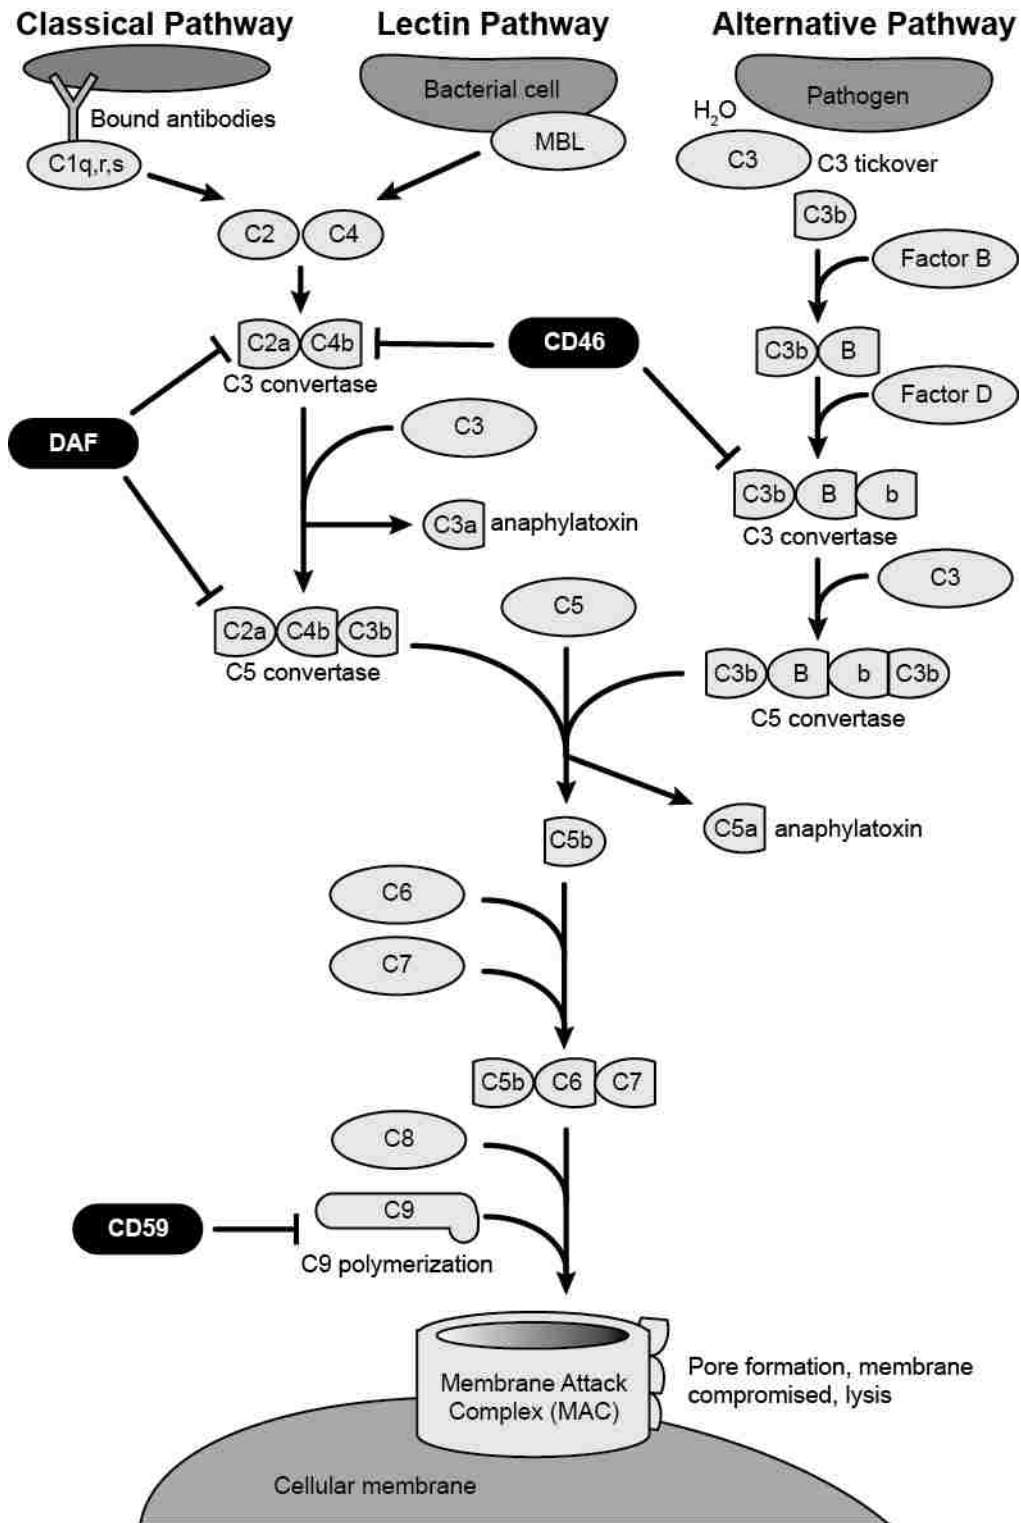 Classical Pathway
Lectin Pathway
Alternative Pathway
Bound antibodies
C1q,r,s
Bacterial cell
MBL
Pathogen
H₂O
C3
C3 tickover
C3b
C2
C4
Factor B
C2a
C4b
C3 convertase
CD46
C3b
B
Factor D
DAF
C3
C3b
B
b
C3 convertase
C3a
anaphylatoxin
C3
C5
C2a
C4b
C3b
C5 convertase
C3b
B
b
C3b
C5 convertase
C5b
C5a
anaphylatoxin
C6
C7
C5b
C6
C7
C8
CD59
C9
C9 polymerization
Membrane Attack
Complex (MAC)
Pore formation, membrane
compromised, lysis
Cellular membrane